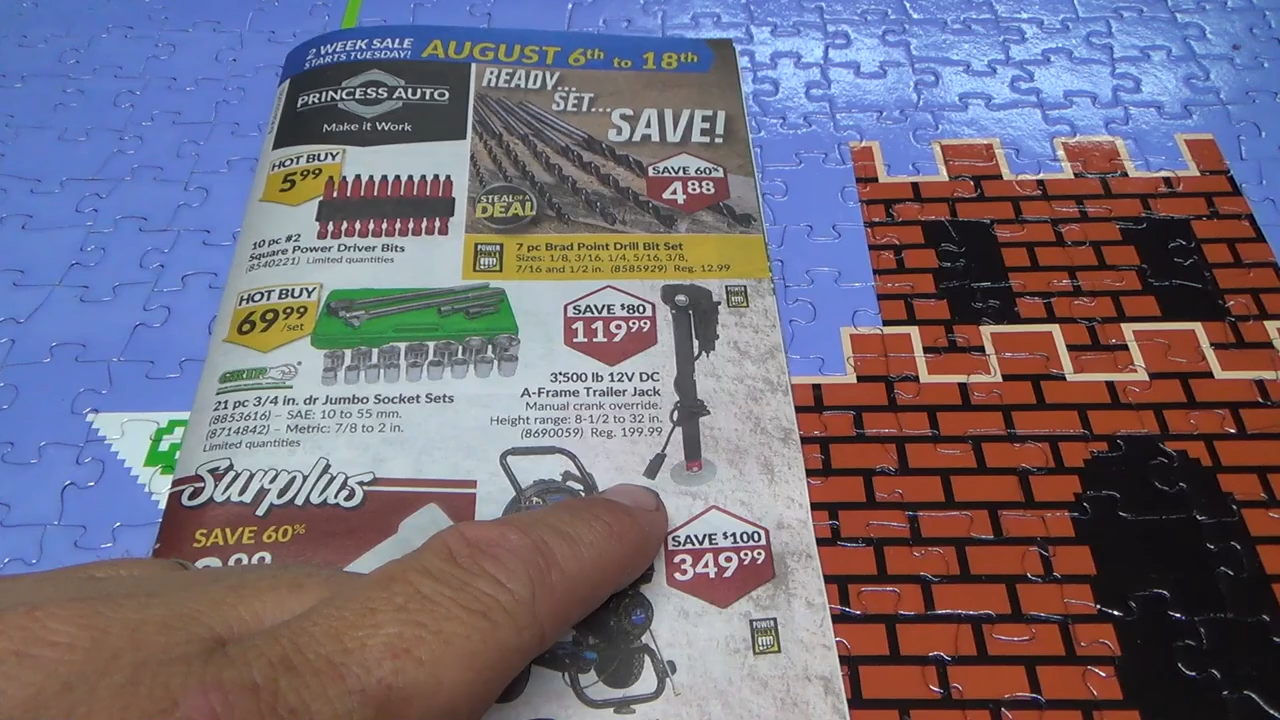 2 WEEK SALE
STARTS TUESDAY!
AUGUST 6th to 18th
PRINCESS AUTO
Make it Work
READY...
SET...
SAVE!
HOT BUY
5.99
SAVE 60%
4.88
STEAL OF A
DEAL
10 pc #2
Square Power Driver Bits
(8540221) Limited quantities
POWER
FIST
7 pc Brad Point Drill Bit Set
Sizes: 1/8, 3/16, 1/4, 5/16, 3/8,
7/16 and 1/2 in. (8585929) Reg. 12.99
HOT BUY
69.99
/set
GRIP
21 pc 3/4 in. dr Jumbo Socket Sets
(8853616) – SAE: 10 to 55 mm.
(8714842) – Metric: 7/8 to 2 in.
Limited quantities
SAVE $80
119.99
POWER
FIST
3,500 lb 12V DC
A-Frame Trailer Jack
Manual crank override.
Height range: 8-1/2 to 32 in.
(8690059) Reg. 199.99
Surplus
SAVE 60%
SAVE $100
349.99
POWER
FIST